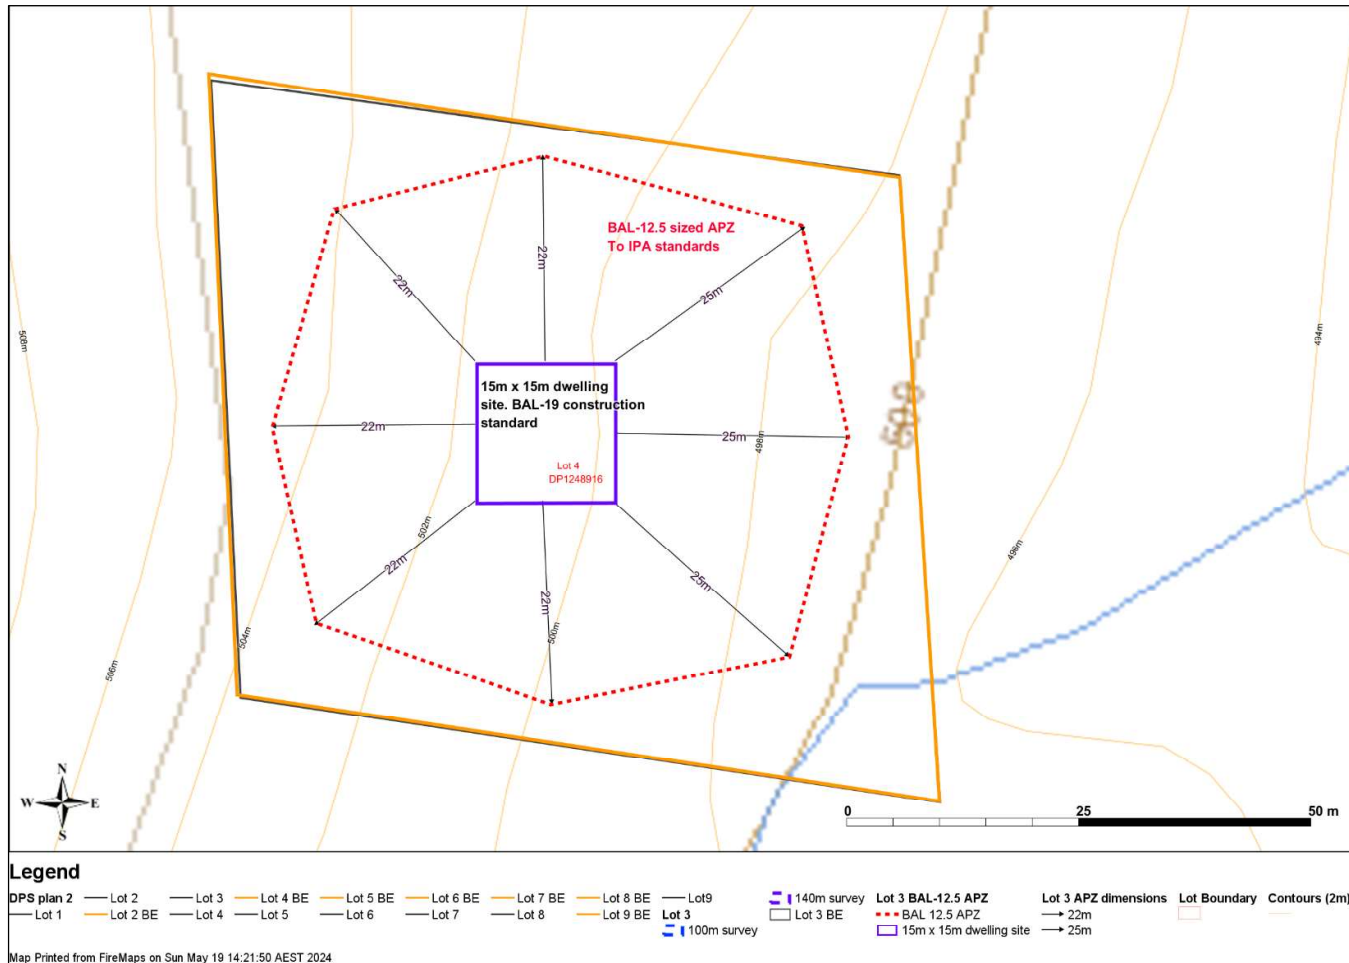 BAL-12.5 sized APZ
To IPA standards
22m
22m
25m
508m
494m
15m x 15m dwelling
site. BAL-19 construction
standard
22m
25m
498m
Lot 4
DP1248916
502m
496m
22m
22m
25m
500m
504m
506m
N
W E
S
0 25 50 m
Legend
DPS plan 2 Lot 2 Lot 3 Lot 4 BE Lot 5 BE Lot 6 BE Lot 7 BE Lot 8 BE Lot9 140m survey Lot 3 BAL-12.5 APZ Lot 3 APZ dimensions Lot Boundary Contours (2m)
Lot 1 Lot 2 BE Lot 4 Lot 5 Lot 6 Lot 7 Lot 8 Lot 9 BE Lot 3 Lot 3 BE BAL 12.5 APZ 22m
100m survey 15m x 15m dwelling site 25m
Map Printed from FireMaps on Sun May 19 14:21:50 AEST 2024